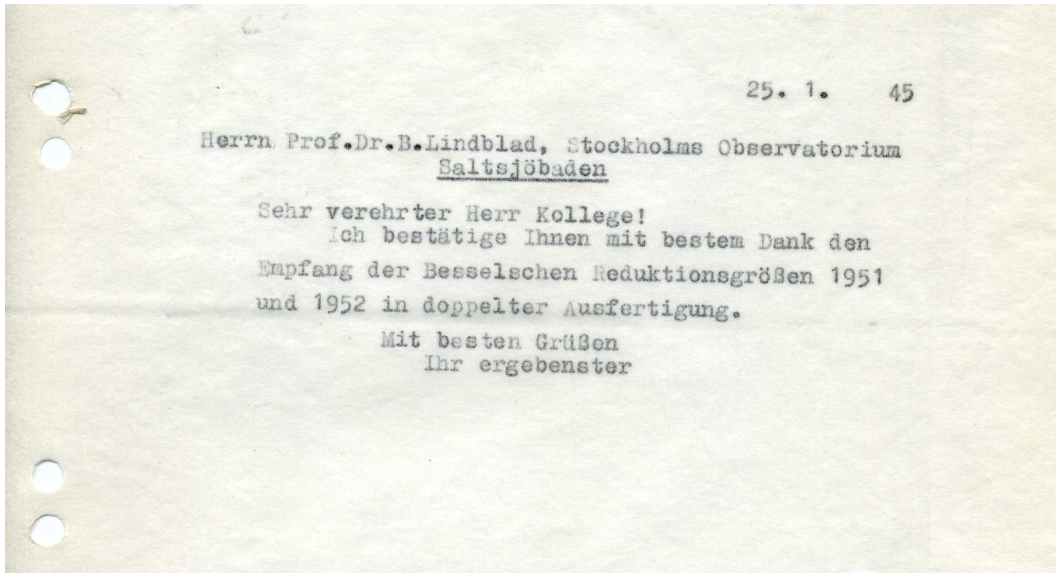 25. 1. 45
Herrn Prof.Dr.B.Lindblad, Stockholms Observatorium
Saltsjöbaden
Sehr verehrter Herr Kollege!
Ich bestätige Ihnen mit bestem Dank den
Empfang der Besselschen Reduktionsgrößen 1951
und 1952 in doppelter Ausfertigung.
Mit besten Grüßen
Ihr ergebenster